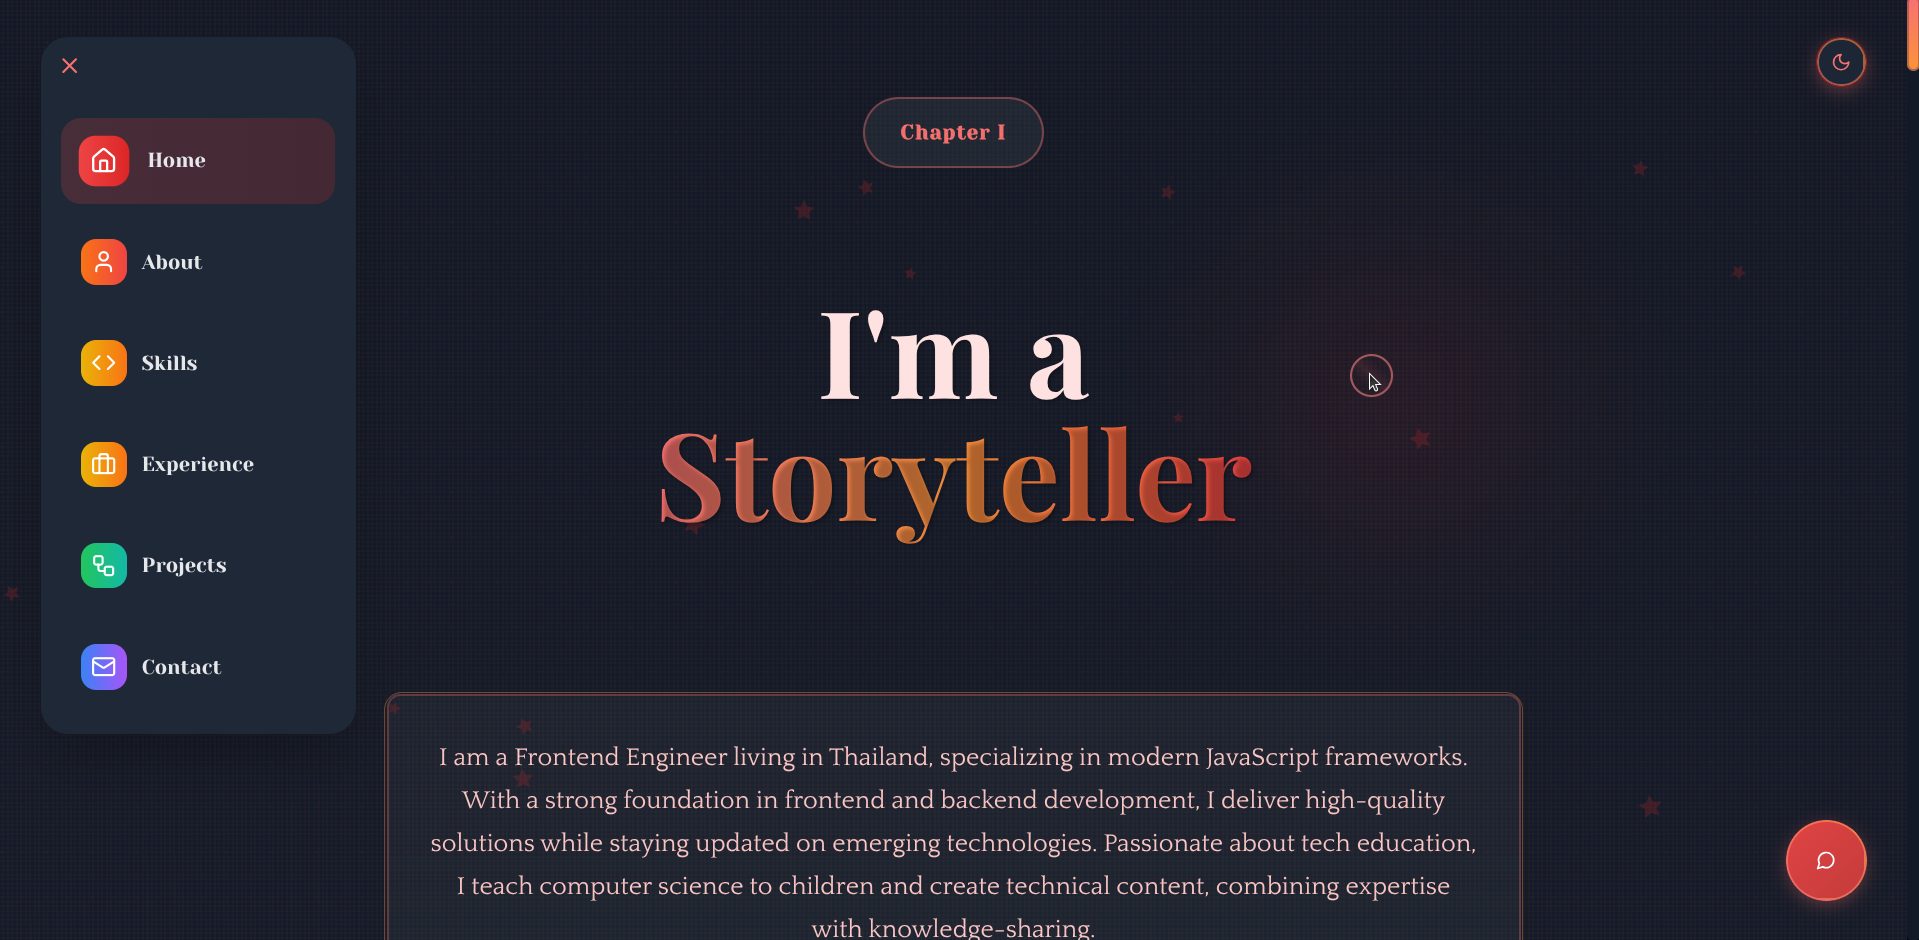 Home
About
Skills
Experience
Projects
Contact
Chapter I
I'm a
Storyteller
I am a Frontend Engineer living in Thailand, specializing in modern JavaScript frameworks.
With a strong foundation in frontend and backend development, I deliver high-quality
solutions while staying updated on emerging technologies. Passionate about tech education,
I teach computer science to children and create technical content, combining expertise
with knowledge-sharing.